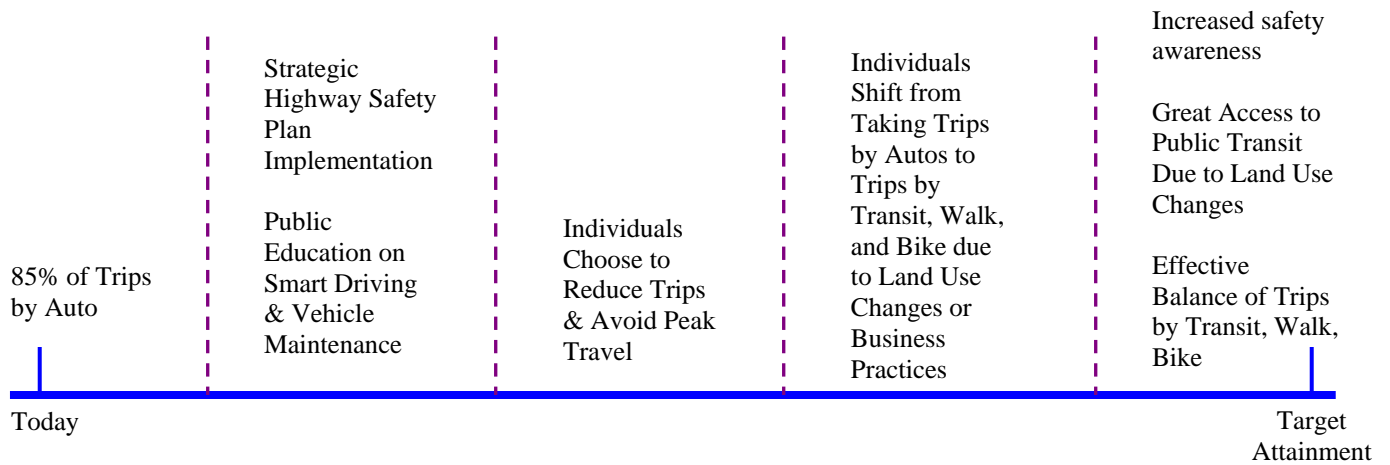 85% of Trips
by Auto
Strategic
Highway Safety
Plan
Implementation
Public
Education on
Smart Driving
& Vehicle
Maintenance
Individuals
Choose to
Reduce Trips
& Avoid Peak
Travel
Individuals
Shift from
Taking Trips
by Autos to
Trips by
Transit, Walk,
and Bike due
to Land Use
Changes or
Business
Practices
Increased safety
awareness
Great Access to
Public Transit
Due to Land Use
Changes
Effective
Balance of Trips
by Transit, Walk,
Bike
Today
Target
Attainment